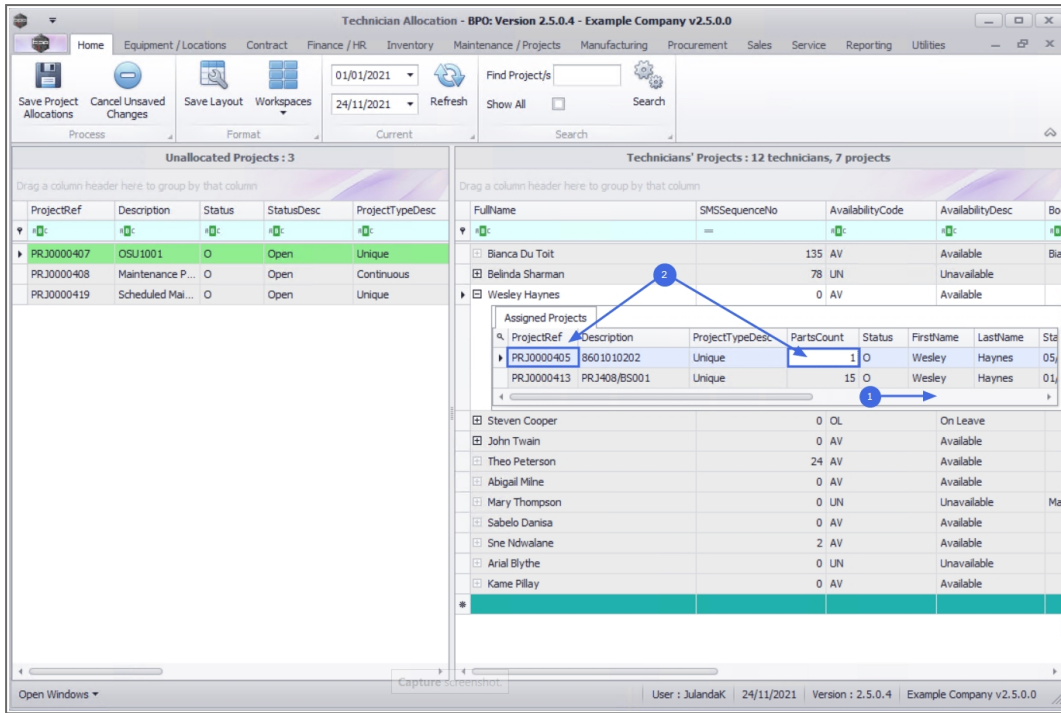 Technician Allocation - BPO: Version 2.5.0.4 - Example Company v2.5.0.0
Home Equipment / Locations Contract Finance / HR Inventory Maintenance / Projects Manufacturing Procurement Sales Service Reporting Utilities
Save Project Allocations
Cancel Unsaved Changes
Save Layout
Workspaces
01/01/2021
24/11/2021
Refresh
Find Project/s
Show All
Search
Process Format Current Search
Unallocated Projects : 3
Drag a column header here to group by that column
ProjectRef Description Status StatusDesc ProjectTypeDesc
PRJ0000407 OSU1001 O Open Unique
PRJ0000408 Maintenance P... O Open Continuous
PRJ0000419 Scheduled Mai... O Open Unique
Technicians' Projects : 12 technicians, 7 projects
Drag a column header here to group by that column
FullName SMSSequenceNo AvailabilityCode AvailabilityDesc Bo
Bianca Du Toit 135 AV Available Bia
Belinda Sharman 78 UN Unavailable
2
Wesley Haynes 0 AV Available
Assigned Projects
ProjectRef Description ProjectTypeDesc PartsCount Status FirstName LastName Sta
PRJ0000405 8601010202 Unique 1 O Wesley Haynes 05/
PRJ0000413 PRJ408/BS001 Unique 15 O Wesley Haynes 01/
1
Steven Cooper 0 OL On Leave
John Twain 0 AV Available
Theo Peterson 24 AV Available
Abigail Milne 0 AV Available
Mary Thompson 0 UN Unavailable Ma
Sabelo Danisa 0 AV Available
Sne Ndwalane 2 AV Available
Arial Blythe 0 UN Unavailable
Kame Pillay 0 AV Available
Capture screenshot.
Open Windows
User : JulandaK 24/11/2021 Version : 2.5.0.4 Example Company v2.5.0.0